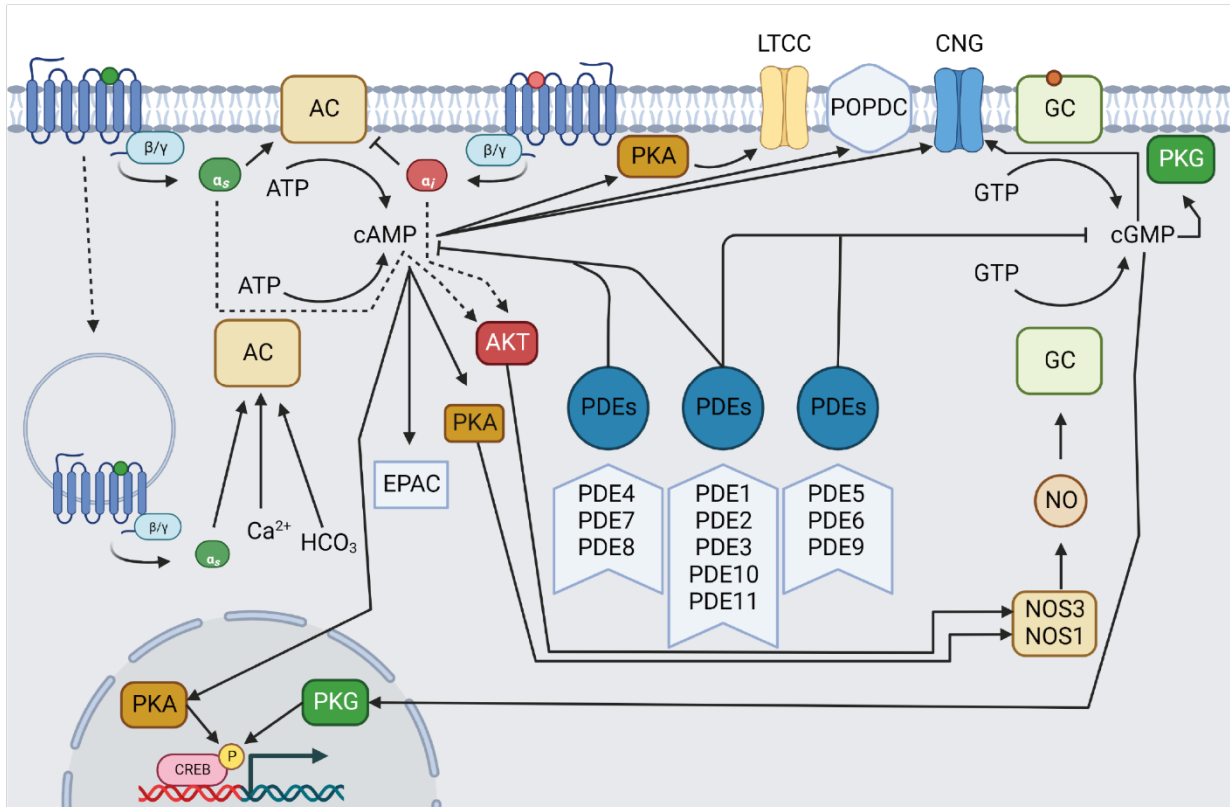 LTCC
CNG
AC
POPDC
GC
β/γ
αs
ATP
αi
β/γ
PKA
GTP
PKG
cAMP
cGMP
ATP
GTP
AC
AKT
GC
PDEs
PDEs
PDEs
PKA
EPAC
PDE4
PDE7
PDE8
PDE1
PDE2
PDE3
PDE10
PDE11
PDE5
PDE6
PDE9
NO
β/γ
αs
Ca²⁺
HCO₃
NOS3
NOS1
PKA
PKG
P
CREB